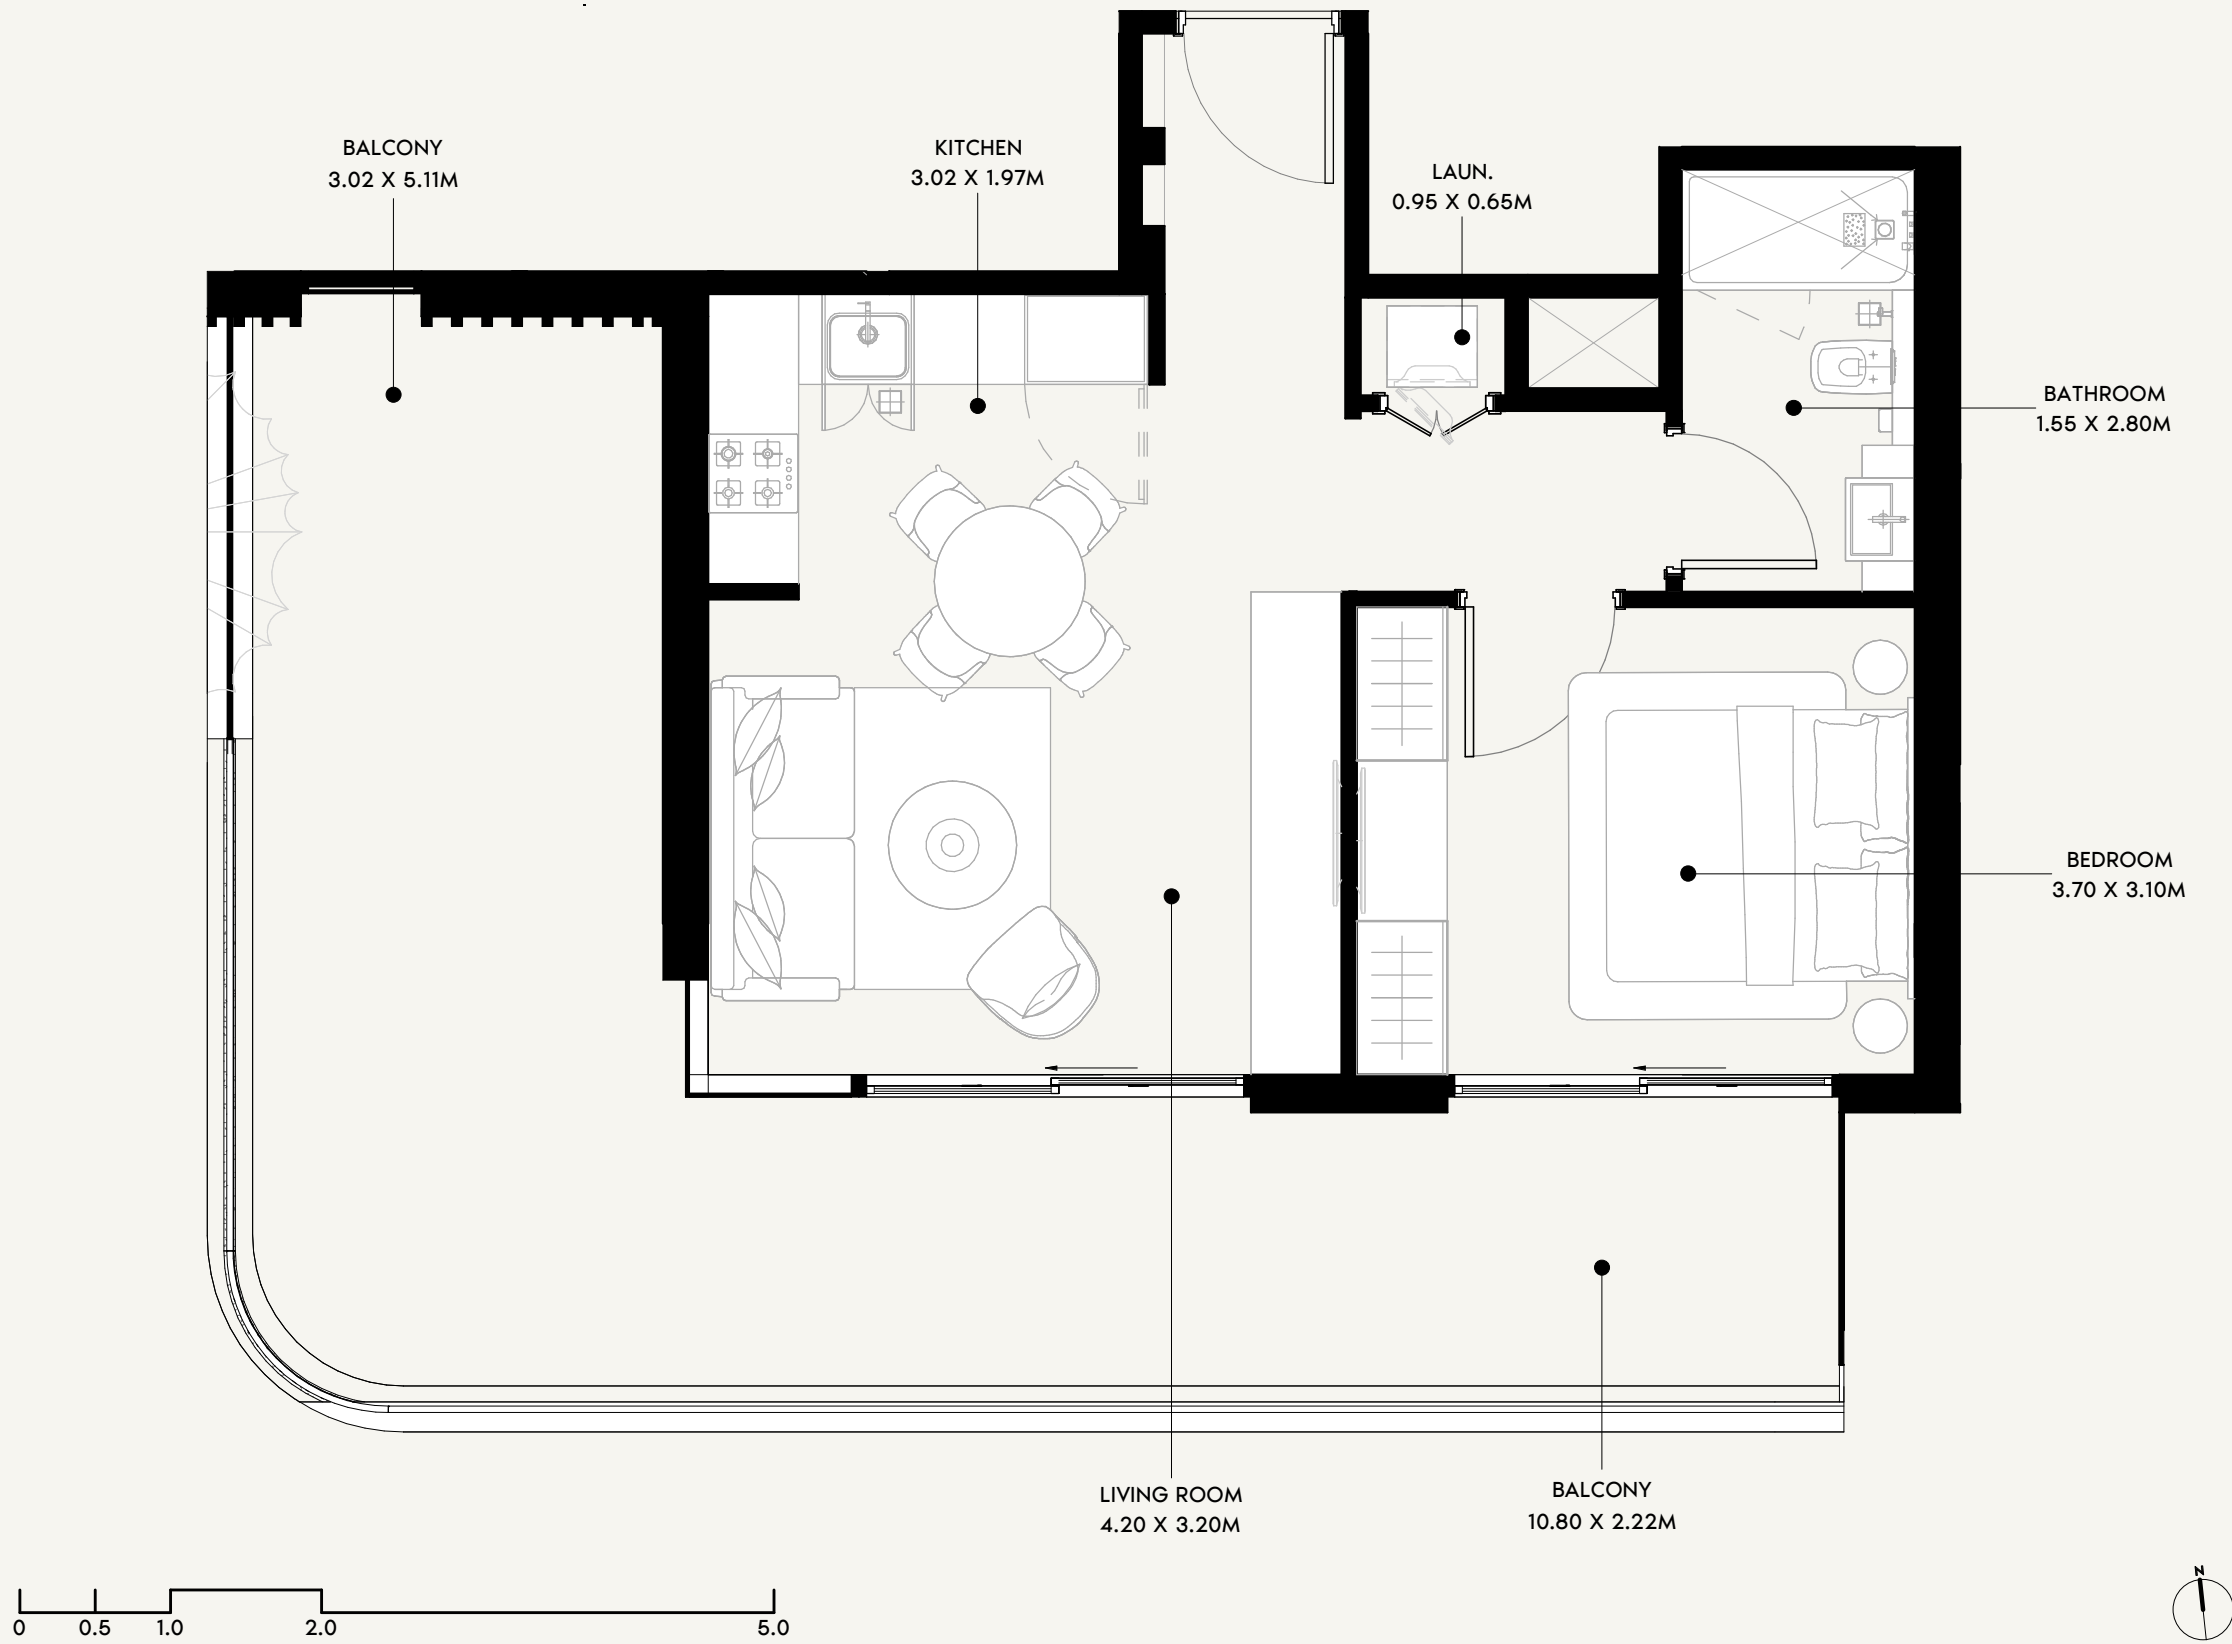 BALCONY
3.02 X 5.11M
KITCHEN
3.02 X 1.97M
LAUN.
0.95 X 0.65M
BATHROOM
1.55 X 2.80M
BEDROOM
3.70 X 3.10M
LIVING ROOM
4.20 X 3.20M
BALCONY
10.80 X 2.22M
0 0.5 1.0 2.0 5.0
N